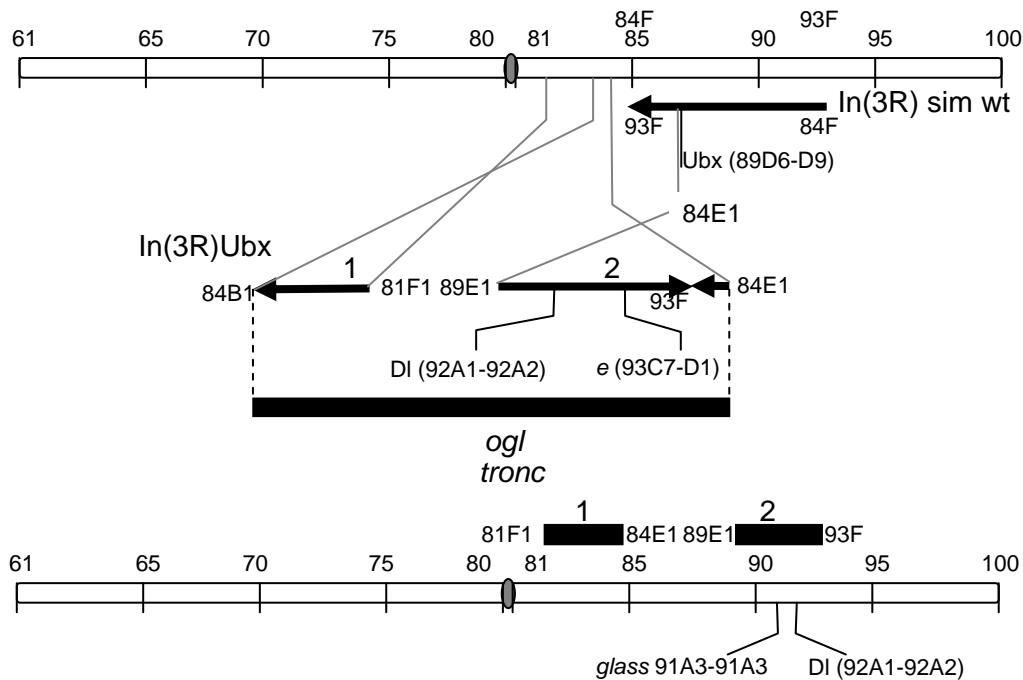 84F 93F
61 65 70 75 80 81 85 90 95 100
In(3R) sim wt
93F 84F
Ubx (89D6-D9)
84E1
In(3R)Ubx
1 2
84B1 81F1 89E1 93F 84E1
Dl (92A1-92A2) e (93C7-D1)
ogl
tronc
1 2
81F1 84E1 89E1 93F
61 65 70 75 80 81 85 90 95 100
glass 91A3-91A3 Dl (92A1-92A2)